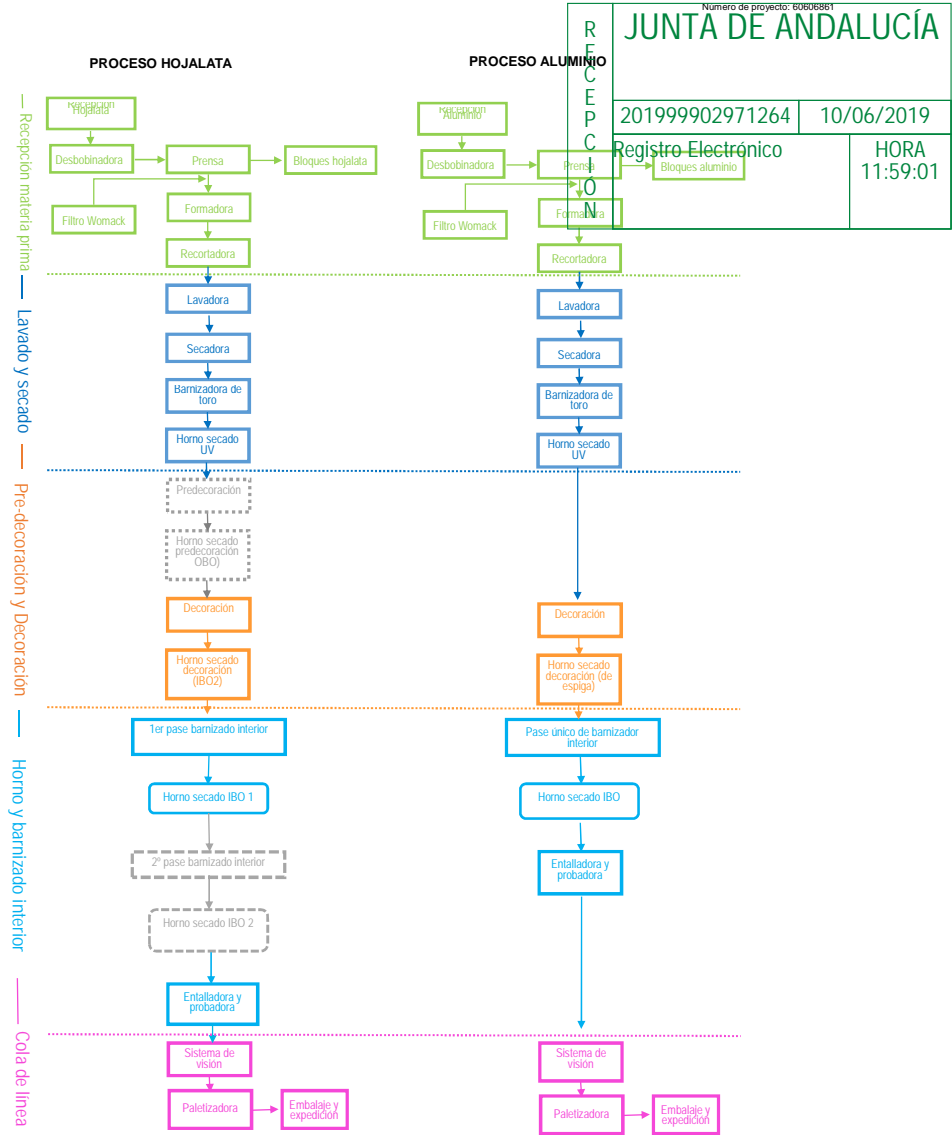 Numero de proyecto: 60606861
JUNTA DE ANDALUCÍA
RECEPCIÓN
201999902971264
10/06/2019
Registro Electrónico
HORA
11:59:01
PROCESO HOJALATA
PROCESO ALUMINIO
Recepción materia prima
Lavado y secado
Pre-decoración y Decoración
Horno y barnizado interior
Cola de línea
Recepción
Hojalata
Desbobinadora
Prensa
Bloques hojalata
Filtro Womack
Formadora
Recortadora
Lavadora
Secadora
Barnizadora de
toro
Horno secado
UV
Predecoración
Horno secado
predecoración
OBO)
Decoración
Horno secado
decoración
(IBO2)
1er pase barnizado interior
Horno secado IBO 1
2º pase barnizado interior
Horno secado IBO 2
Entalladora y
probadora
Sistema de
visión
Paletizadora
Embalaje y
expedición
Recepción
Aluminio
Desbobinadora
Prensa
Bloques aluminio
Filtro Womack
Formadora
Recortadora
Lavadora
Secadora
Barnizadora de
toro
Horno secado
UV
Decoración
Horno secado
decoración (de
espiga)
Pase único de barnizador
interior
Horno secado IBO
Entalladora y
probadora
Sistema de
visión
Paletizadora
Embalaje y
expedición